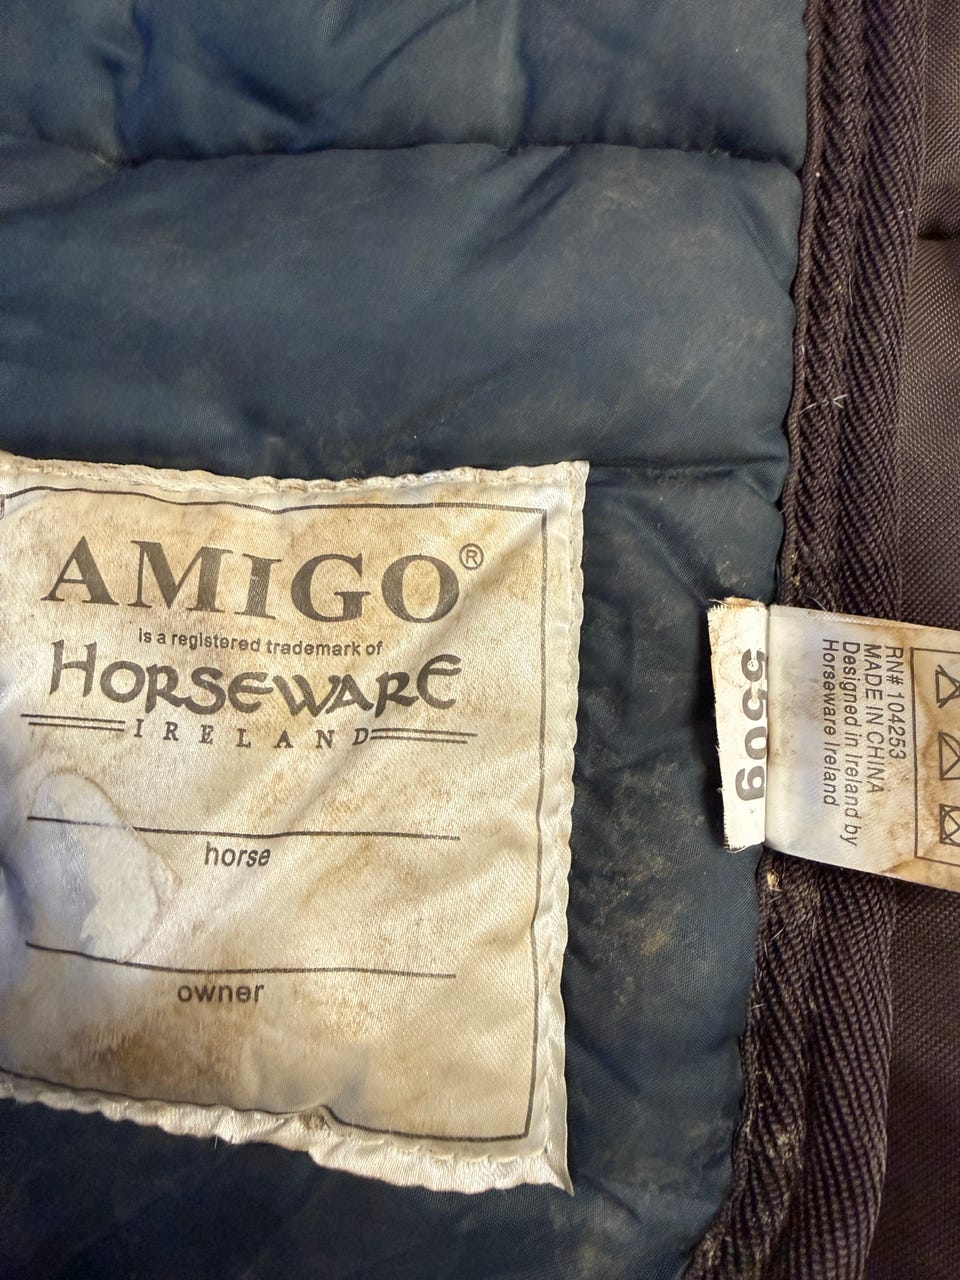 AMIGO®
is a registered trademark of
HORSEWARE
IRELAND
horse
owner
5509
RN# 104253
MADE IN CHINA
Designed in Ireland by
Horseware Ireland